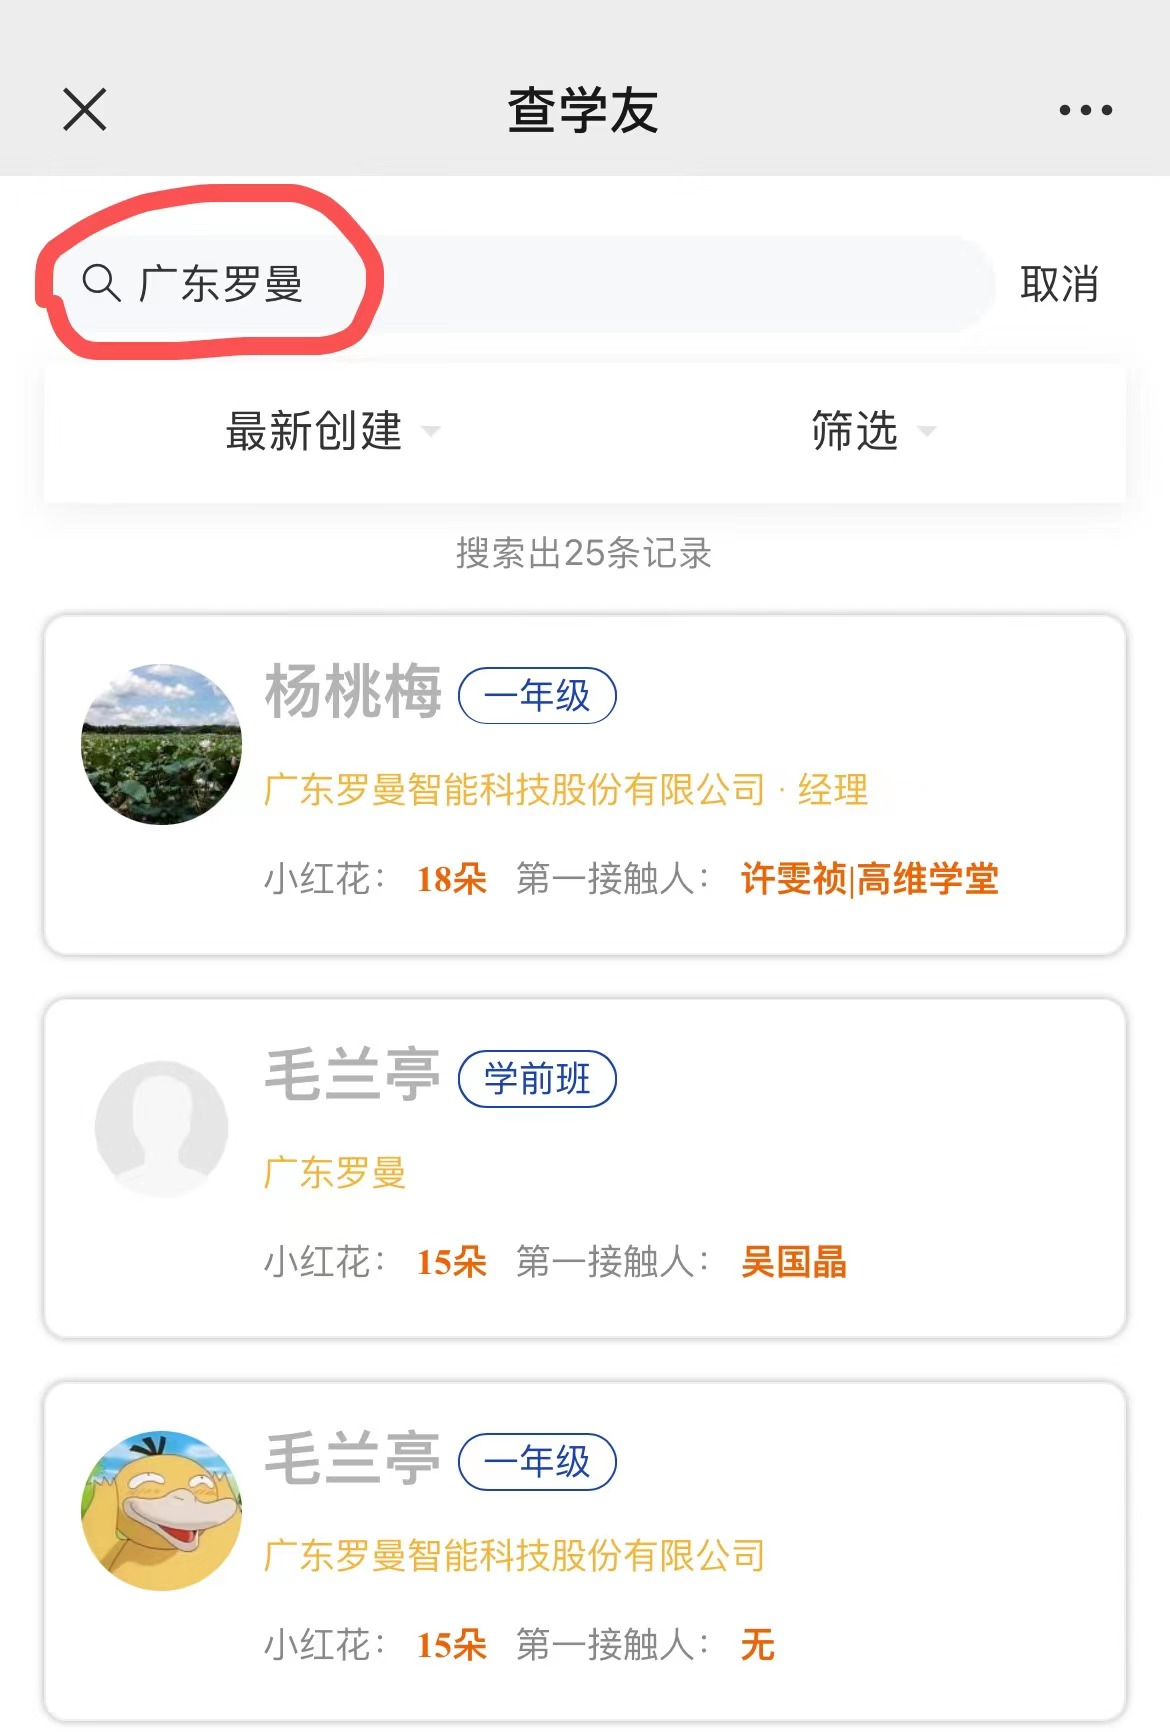 查学友
广东罗曼 取消
最新创建 筛选
搜索出25条记录
杨桃梅 一年级
广东罗曼智能科技股份有限公司 · 经理
小红花： 18朵 第一接触人： 许雯祯|高维学堂
毛兰亭 学前班
广东罗曼
小红花： 15朵 第一接触人： 吴国晶
毛兰亭 一年级
广东罗曼智能科技股份有限公司
小红花： 15朵 第一接触人： 无